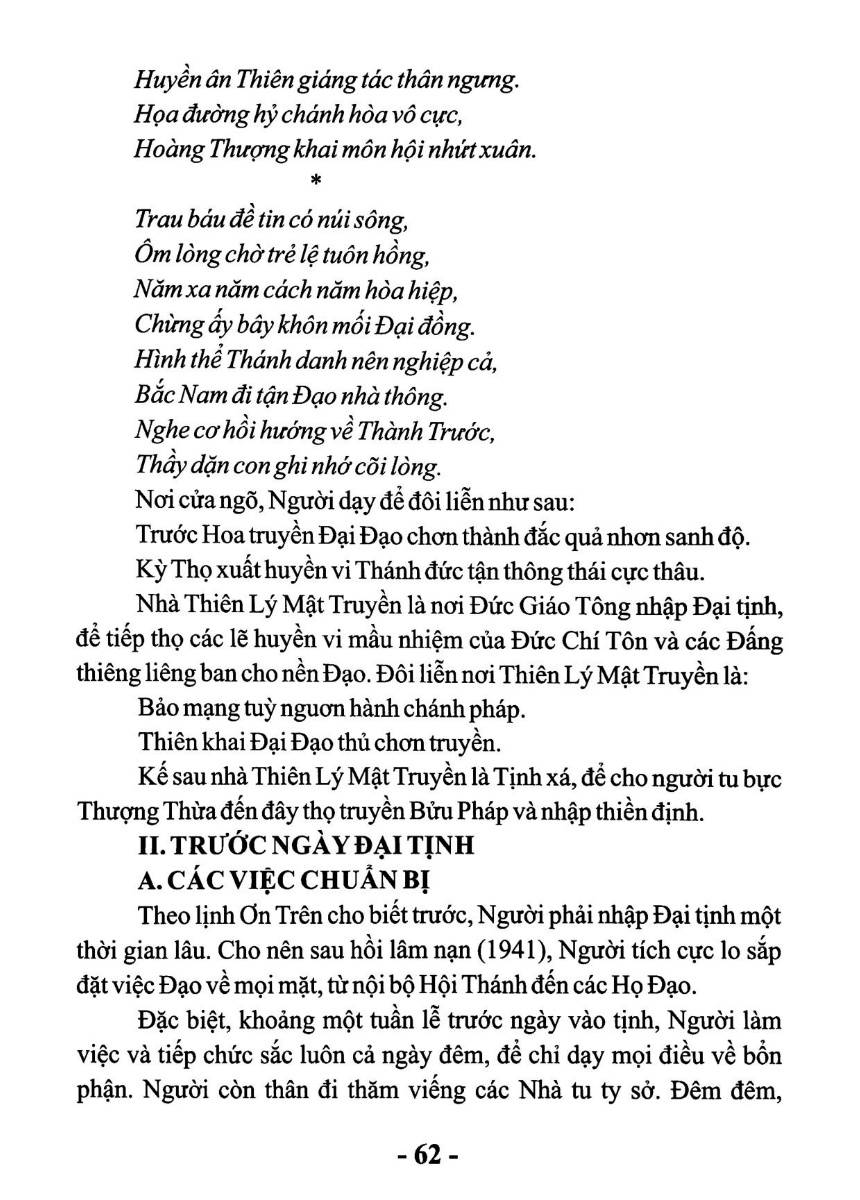 Huyền ân Thiên giáng tác thân ngưng.
Họa đường hỷ chánh hòa vô cực,
Hoàng Thượng khai môn hội nhứt xuân.
*
Trau báu đề tin có núi sông,
Ôm lòng chờ trẻ lệ tuôn hồng,
Năm xa năm cách năm hòa hiệp,
Chừng ấy bây khôn mối Đại đồng.
Hình thể Thánh danh nên nghiệp cả,
Bắc Nam đi tận Đạo nhà thông.
Nghe cơ hồi hướng về Thành Trước,
Thầy dặn con ghi nhớ cõi lòng.
Nơi cửa ngõ, Người dạy để đôi liễn như sau:
Trước Hoa truyền Đại Đạo chơn thành đắc quả nhơn sanh độ.
Kỳ Thọ xuất huyền vi Thánh đức tận thông thái cực thâu.
Nhà Thiên Lý Mật Truyền là nơi Đức Giáo Tông nhập Đại tịnh,
để tiếp thọ các lẽ huyền vi mầu nhiệm của Đức Chí Tôn và các Đấng
thiêng liêng ban cho nền Đạo. Đôi liễn nơi Thiên Lý Mật Truyền là:
Bảo mạng tuỳ nguơn hành chánh pháp.
Thiên khai Đại Đạo thủ chơn truyền.
Kế sau nhà Thiên Lý Mật Truyền là Tịnh xá, để cho người tu bực
Thượng Thừa đến đây thọ truyền Bửu Pháp và nhập thiền định.
II. TRƯỚC NGÀY ĐẠI TỊNH
A. CÁC VIỆC CHUẨN BỊ
Theo lịnh Ơn Trên cho biết trước, Người phải nhập Đại tịnh một
thời gian lâu. Cho nên sau hồi lâm nạn (1941), Người tích cực lo sắp
đặt việc Đạo về mọi mặt, từ nội bộ Hội Thánh đến các Họ Đạo.
Đặc biệt, khoảng một tuần lễ trước ngày vào tịnh, Người làm
việc và tiếp chức sắc luôn cả ngày đêm, để chỉ dạy mọi điều về bổn
phận. Người còn thân đi thăm viếng các Nhà tu ty sở. Đêm đêm,
- 62 -